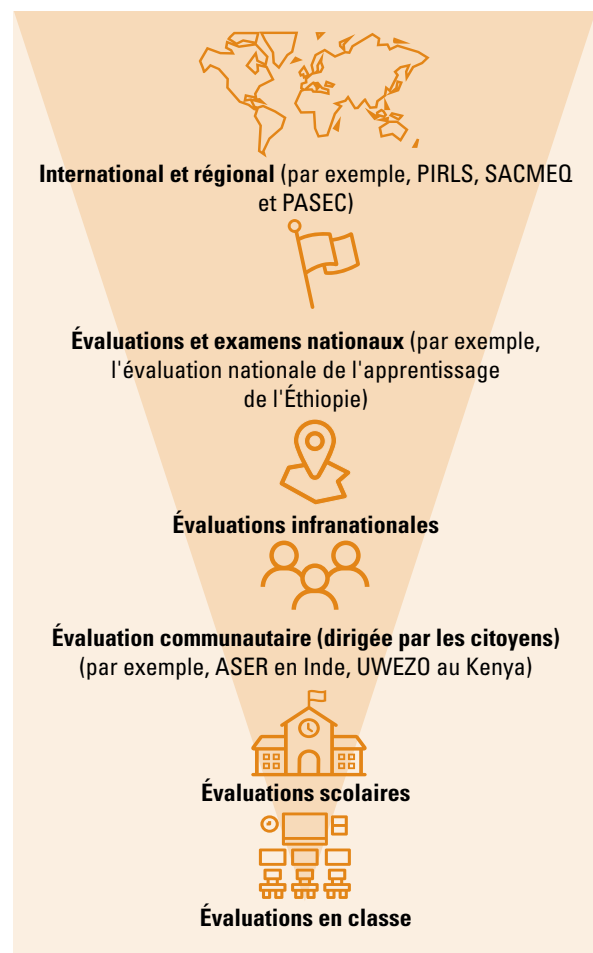 International et régional (par exemple, PIRLS, SACMEQ
et PASEC)
Évaluations et examens nationaux (par exemple,
l'évaluation nationale de l'apprentissage
de l'Éthiopie)
Évaluations infranationales
Évaluation communautaire (dirigée par les citoyens)
(par exemple, ASER en Inde, UWEZO au Kenya)
Évaluations scolaires
Évaluations en classe